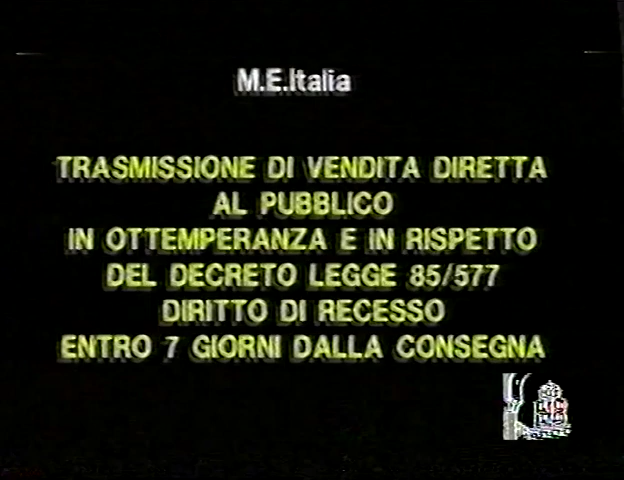 M.E.Italia
TRASMISSIONE DI VENDITA DIRETTA
AL PUBBLICO
IN OTTEMPERANZA E IN RISPETTO
DEL DECRETO LEGGE 85/577
DIRITTO DI RECESSO
ENTRO 7 GIORNI DALLA CONSEGNA